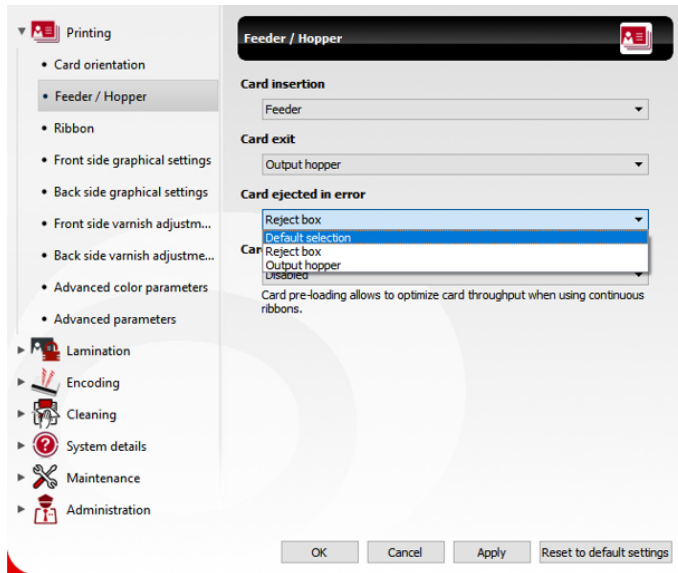 Printing
Card orientation
Feeder / Hopper
Ribbon
Front side graphical settings
Back side graphical settings
Front side varnish adjustm...
Back side varnish adjustme...
Advanced color parameters
Advanced parameters
Lamination
Encoding
Cleaning
System details
Maintenance
Administration
Feeder / Hopper
Card insertion
Feeder
Card exit
Output hopper
Card ejected in error
Reject box
Default selection
Reject box
Output hopper
Car
Disabled
Card pre-loading allows to optimize card throughput when using continuous
ribbons.
OK Cancel Apply Reset to default settings